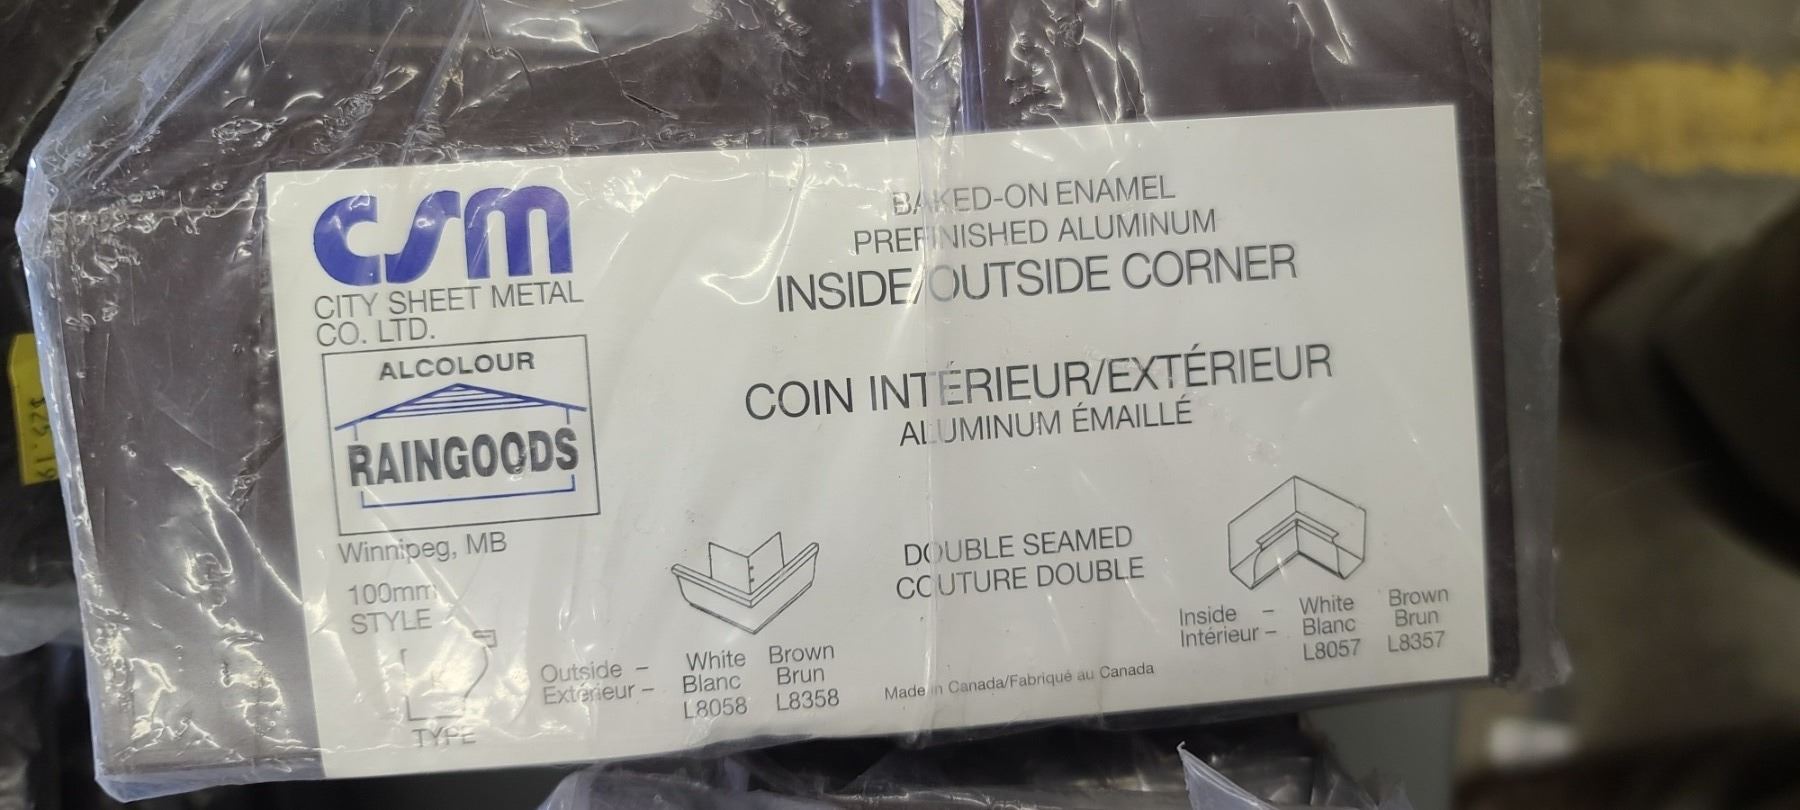 CSM
CITY SHEET METAL
CO. LTD.
ALCOLOUR
RAINGOODS
Winnipeg, MB
100mm
STYLE
TYPE
BAKED-ON ENAMEL
PREFINISHED ALUMINUM
INSIDE/OUTSIDE CORNER
COIN INTÉRIEUR/EXTÉRIEUR
ALUMINUM ÉMAILLÉ
DOUBLE SEAMED
COUTURE DOUBLE
Outside – White Brown
Extérieur – Blanc Brun
L8058 L8358
Inside – White Brown
Intérieur – Blanc Brun
L8057 L8357
Made in Canada/Fabriqué au Canada
$25.19